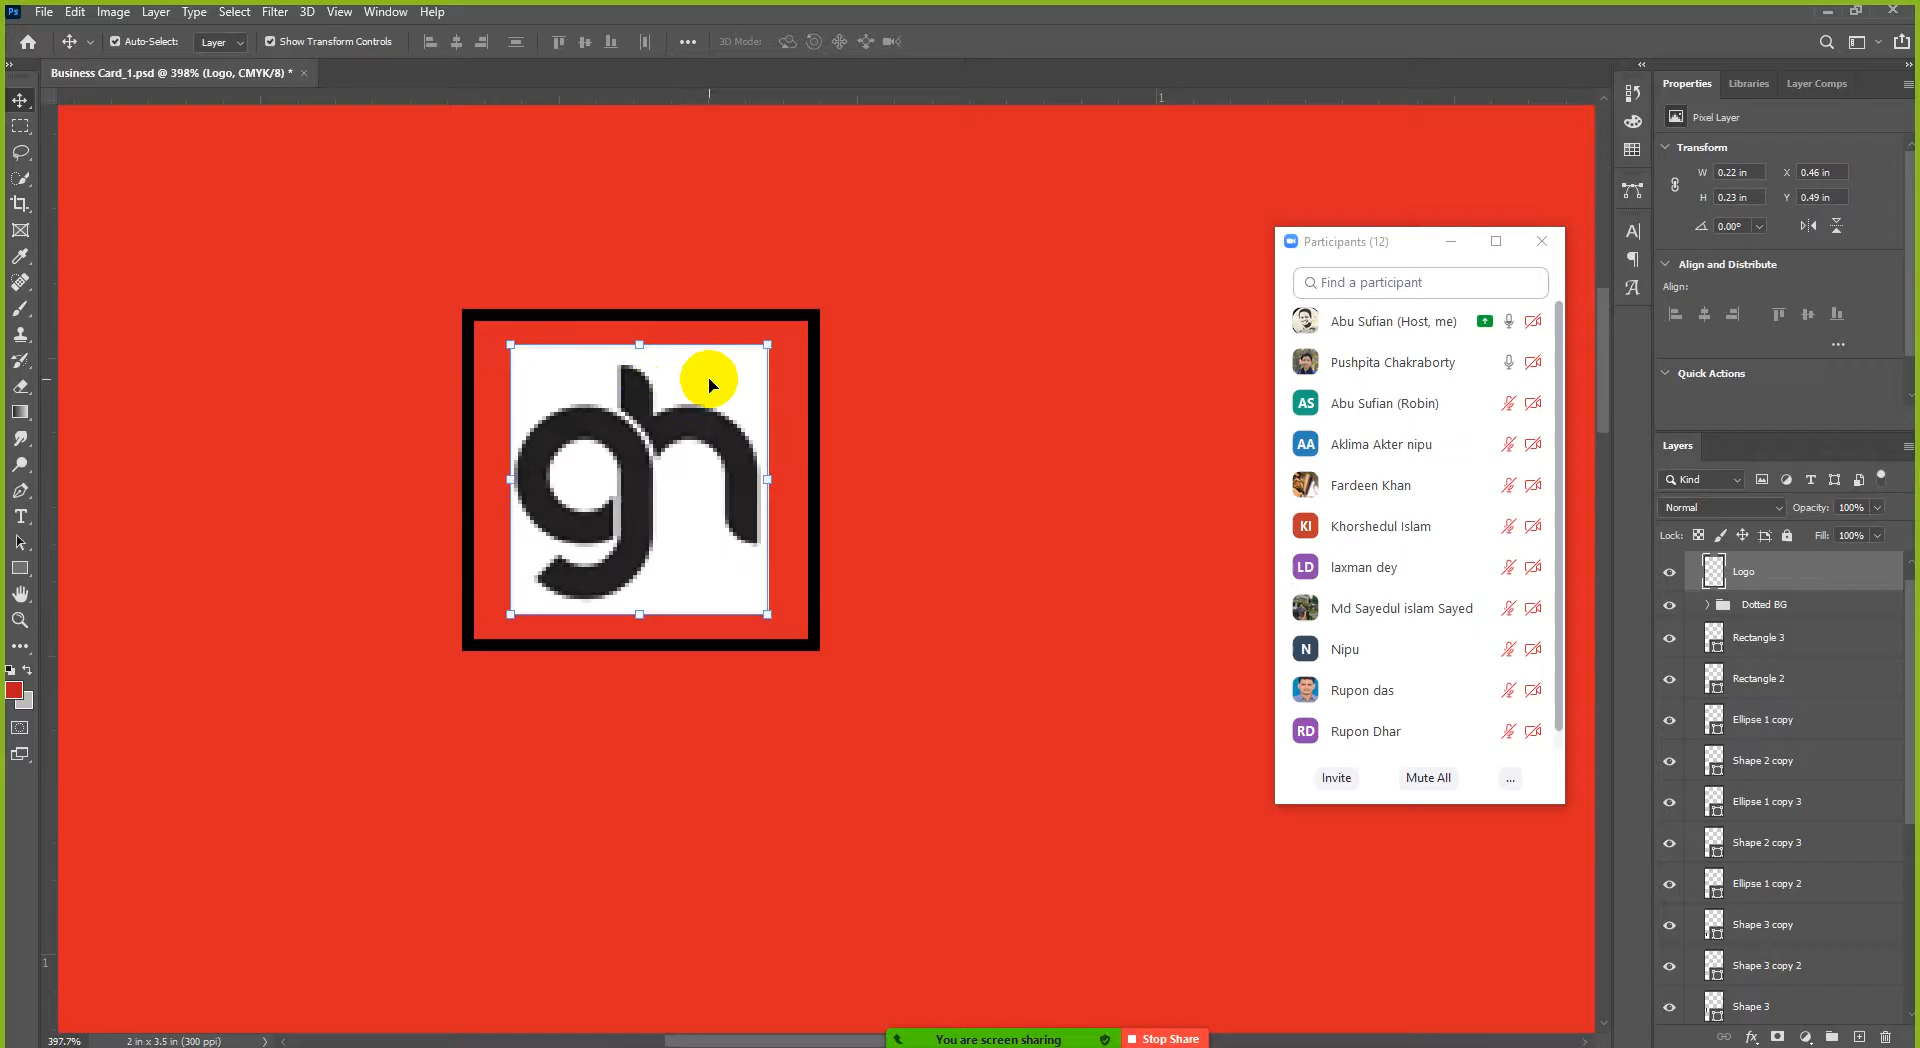 Ps File Edit Image Layer Type Select Filter 3D View Window Help
Auto-Select: Layer Show Transform Controls 3D Mode:
Business Card_1.psd @ 398% (Logo, CMYK/8) * ×
1
1
gh
Participants (12)
Find a participant
Abu Sufian (Host, me)
Pushpita Chakraborty
AS Abu Sufian (Robin)
AA Aklima Akter nipu
Fardeen Khan
KI Khorshedul Islam
LD laxman dey
Md Sayedul islam Sayed
N Nipu
Rupon das
RD Rupon Dhar
Invite Mute All ...
Properties Libraries Layer Comps
Pixel Layer
Transform
W 0.22 in X 0.46 in
H 0.23 in Y 0.49 in
0.00°
Align and Distribute
Align:
Quick Actions
Layers
Kind
Normal Opacity: 100%
Lock: Fill: 100%
Logo
Dotted BG
Rectangle 3
Rectangle 2
Ellipse 1 copy
Shape 2 copy
Ellipse 1 copy 3
Shape 2 copy 3
Ellipse 1 copy 2
Shape 3 copy
Shape 3 copy 2
Shape 3
fx
397.7% 2 in x 3.5 in (300 ppi)
You are screen sharing Stop Share